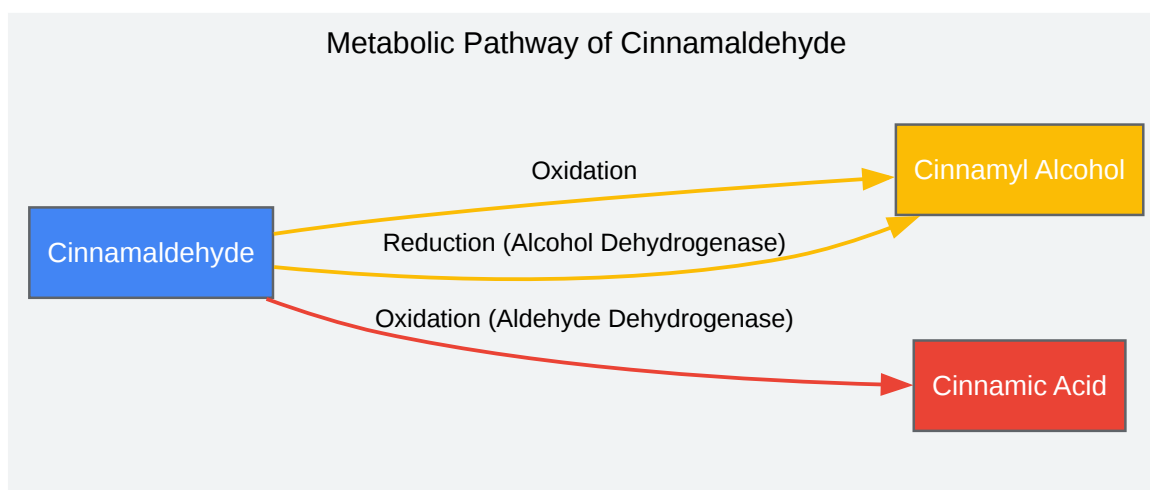 Metabolic Pathway of Cinnamaldehyde
Oxidation
Cinnamyl Alcohol
Cinnamaldehyde
Reduction (Alcohol Dehydrogenase)
Oxidation (Aldehyde Dehydrogenase)
Cinnamic Acid